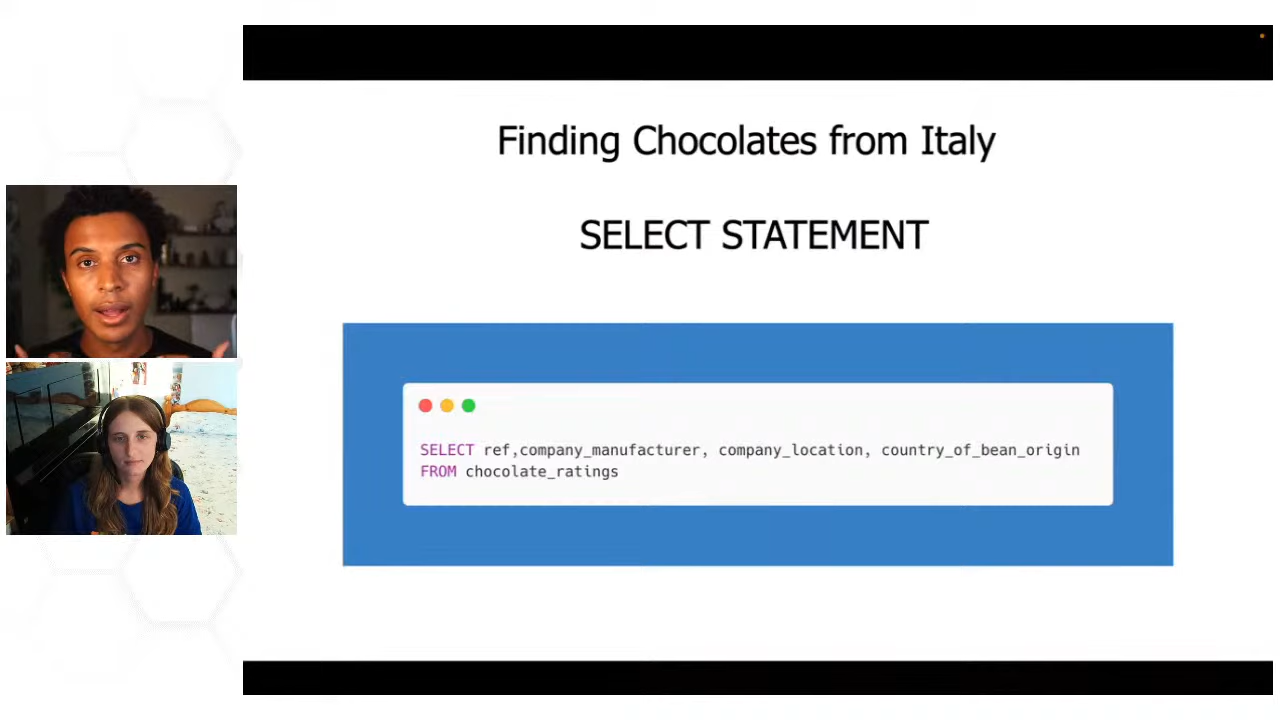 Finding Chocolates from Italy
SELECT STATEMENT
SELECT ref,company_manufacturer, company_location, country_of_bean_origin
FROM chocolate_ratings